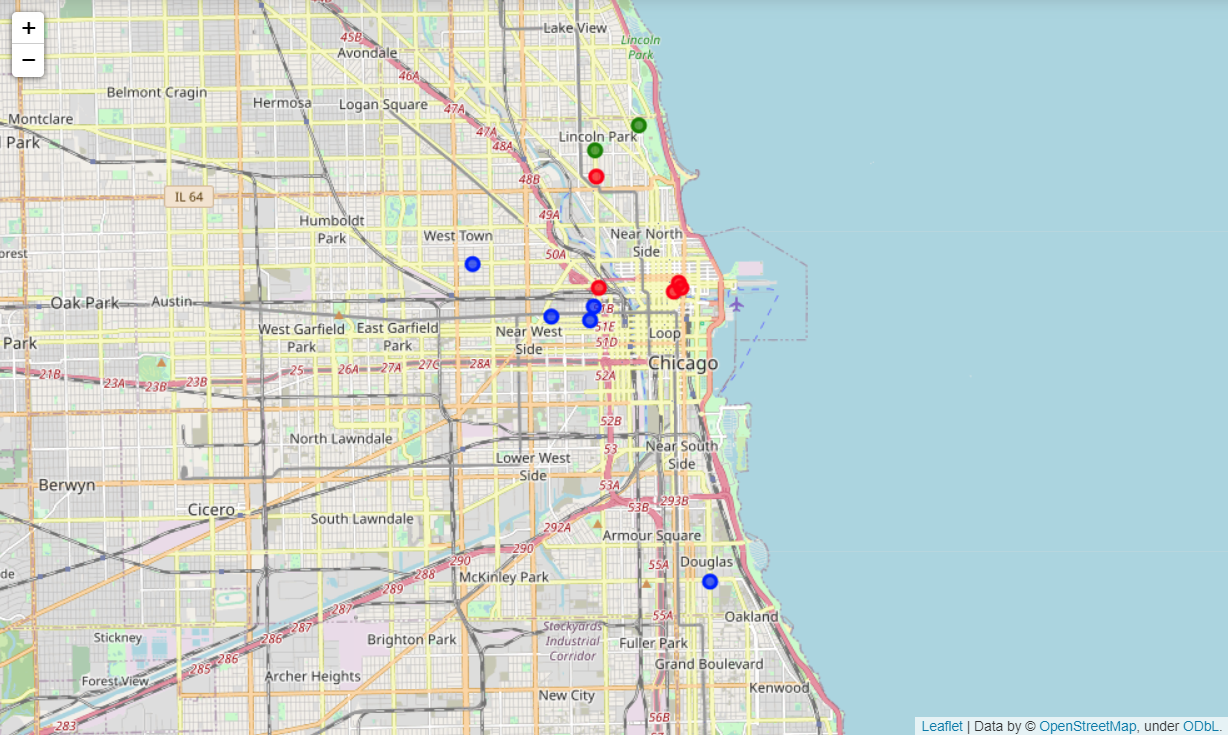 +
−
45B
Lake View
Lincoln
Park
Avondale
46A
Belmont Cragin
Hermosa
Logan Square
47A
Montclare
47A
Lincoln Park
48A
Park
48B
IL 64
49A
Humboldt
Park
West Town
Near North
Side
50A
Oak Park
Austin
1B
West Garfield
Park
East Garfield
Park
Near West
Side
51E
Loop
Park
51D
Chicago
21B
23A
23B
23B
25
26A
27A
27C
28A
52A
52B
North Lawndale
53
Near South
Side
Lower West
Side
Berwyn
53A
53B
293B
Cicero
South Lawndale
292A
Armour Square
290
290
55A
Douglas
de
288
McKinley Park
289
287
55A
Oakland
Stickney
286
287
Brighton Park
Stockyards
Industrial
Corridor
Fuller Park
285
286
Grand Boulevard
Forest View
Archer Heights
New City
Kenwood
283
56B
Leaflet | Data by © OpenStreetMap, under ODbL.